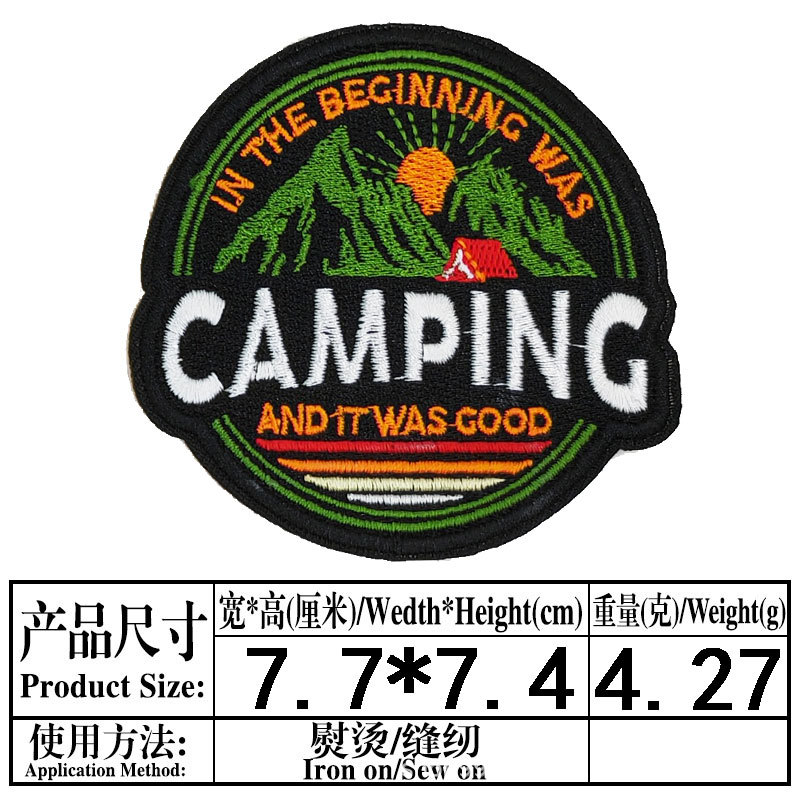 IN THE BEGINNING WAS
CAMPING
AND IT WAS GOOD
产品尺寸
Product Size:
宽*高(厘米)/Wedth*Height(cm)
重量(克)/Weight(g)
7.7*7.4
4.27
使用方法:
Application Method:
熨烫/缝纫
Iron on/Sew on